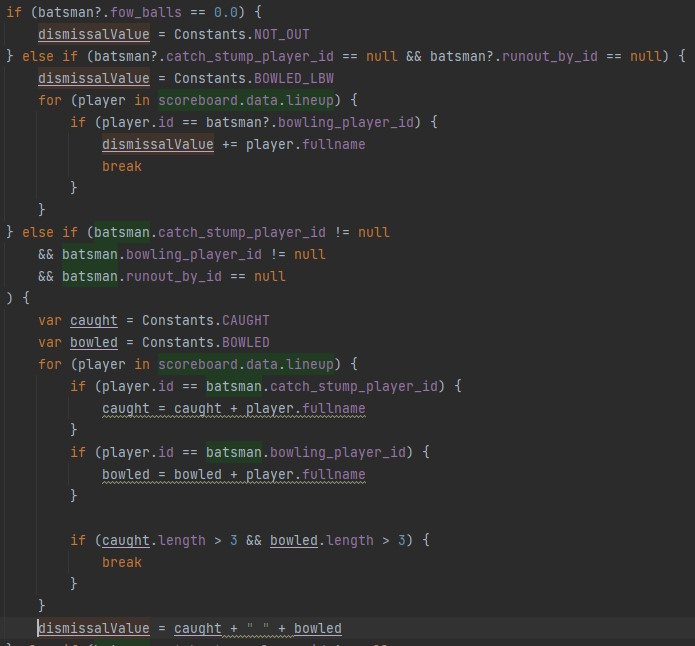 if (batsman?.fow_balls == 0.0) {
dismissalValue = Constants.NOT_OUT
} else if (batsman?.catch_stump_player_id == null && batsman?.runout_by_id == null) {
dismissalValue = Constants.BOWLED_LBW
for (player in scoreboard.data.lineup) {
if (player.id == batsman?.bowling_player_id) {
dismissalValue += player.fullname
break
}
}
} else if (batsman.catch_stump_player_id != null
&& batsman.bowling_player_id != null
&& batsman.runout_by_id == null
) {
var caught = Constants.CAUGHT
var bowled = Constants.BOWLED
for (player in scoreboard.data.lineup) {
if (player.id == batsman.catch_stump_player_id) {
caught = caught + player.fullname
}
if (player.id == batsman.bowling_player_id) {
bowled = bowled + player.fullname
}
if (caught.length > 3 && bowled.length > 3) {
break
}
}
dismissalValue = caught + " " + bowled